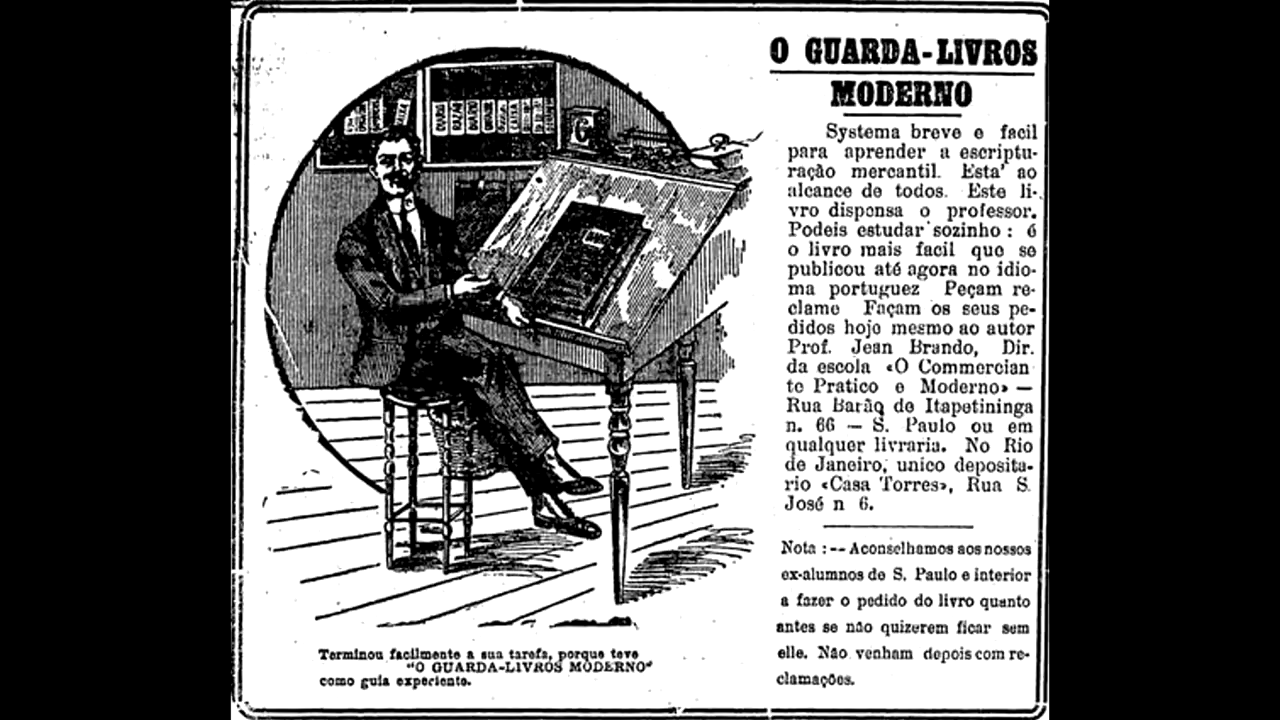 O GUARDA-LIVROS
MODERNO
Systema breve e facil
para aprender a escriptu-
ração mercantil. Esta' ao
alcance de todos. Este li-
vro dispensa o professor.
Podeis estudar sozinho : é
o livro mais facil que se
publicou até agora no idio-
ma portuguez Peçam re-
clame Façam os seus pe-
didos hoje mesmo ao autor
Prof. Jean Brando, Dir.
da escola «O Commercian
te Pratico e Moderno» —
Rua Barão de Itapetininga
n. 66 — S. Paulo ou em
qualquer livraria. No Rio
de Janeiro, unico deposita-
rio «Casa Torres», Rua S.
José n 6.
Nota : -- Aconselhamos aos nossos
ex-alumnos de S. Paulo e interior
a fazer o pedido do livro quanto
antes se não quizerem ficar sem
elle. Não venham depois com re-
clamações.
Terminou facilmente a sua tarefa, porque teve
"O GUARDA-LIVROS MODERNO"
como guia experiente.